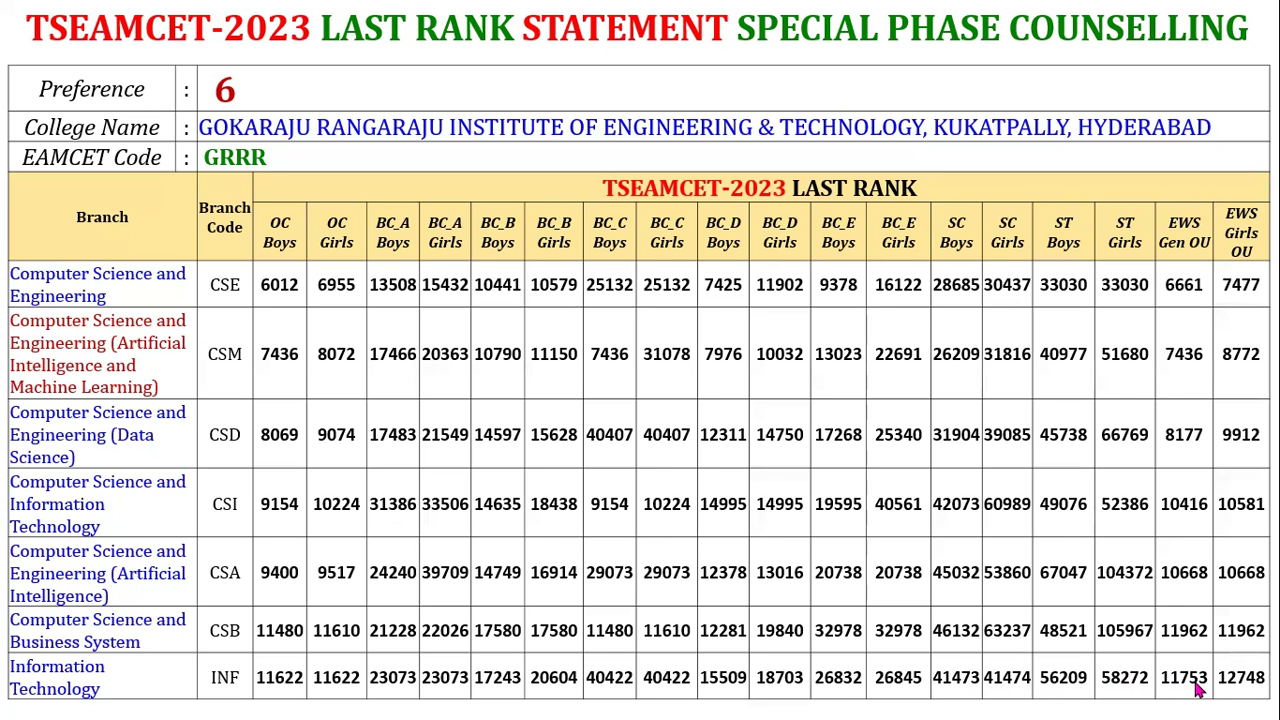 TSEAMCET-2023 LAST RANK STATEMENT SPECIAL PHASE COUNSELLING
Preference : 6
College Name : GOKARAJU RANGARAJU INSTITUTE OF ENGINEERING & TECHNOLOGY, KUKATPALLY, HYDERABAD
EAMCET Code : GRRR
TSEAMCET-2023 LAST RANK
Branch
Branch Code
OC Boys
OC Girls
BC_A Boys
BC_A Girls
BC_B Boys
BC_B Girls
BC_C Boys
BC_C Girls
BC_D Boys
BC_D Girls
BC_E Boys
BC_E Girls
SC Boys
SC Girls
ST Boys
ST Girls
EWS Gen OU
EWS Girls OU
Computer Science and Engineering CSE 6012 6955 13508 15432 10441 10579 25132 25132 7425 11902 9378 16122 28685 30437 33030 33030 6661 7477
Computer Science and Engineering (Artificial Intelligence and Machine Learning) CSM 7436 8072 17466 20363 10790 11150 7436 31078 7976 10032 13023 22691 26209 31816 40977 51680 7436 8772
Computer Science and Engineering (Data Science) CSD 8069 9074 17483 21549 14597 15628 40407 40407 12311 14750 17268 25340 31904 39085 45738 66769 8177 9912
Computer Science and Information Technology CSI 9154 10224 31386 33506 14635 18438 9154 10224 14995 14995 19595 40561 42073 60989 49076 52386 10416 10581
Computer Science and Engineering (Artificial Intelligence) CSA 9400 9517 24240 39709 14749 16914 29073 29073 12378 13016 20738 20738 45032 53860 67047 104372 10668 10668
Computer Science and Business System CSB 11480 11610 21228 22026 17580 17580 11480 11610 12281 19840 32978 32978 46132 63237 48521 105967 11962 11962
Information Technology INF 11622 11622 23073 23073 17243 20604 40422 40422 15509 18703 26832 26845 41473 41474 56209 58272 11753 12748